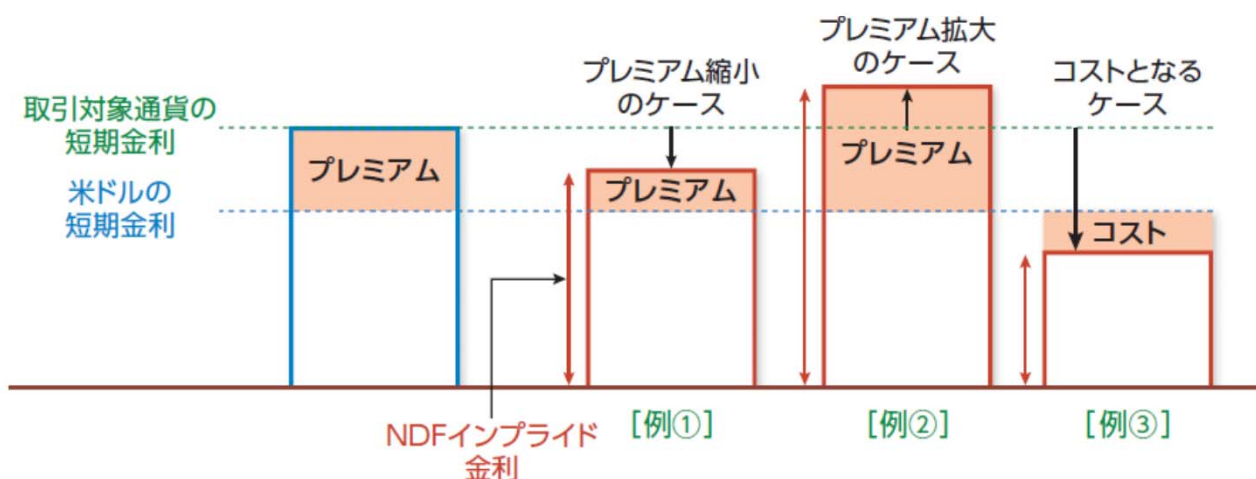 プレミアム縮小
のケース
プレミアム拡大
のケース
コストとなる
ケース
取引対象通貨の
短期金利
米ドルの
短期金利
プレミアム
プレミアム
プレミアム
コスト
NDFインプライド
金利
［例①］
［例②］
［例③］